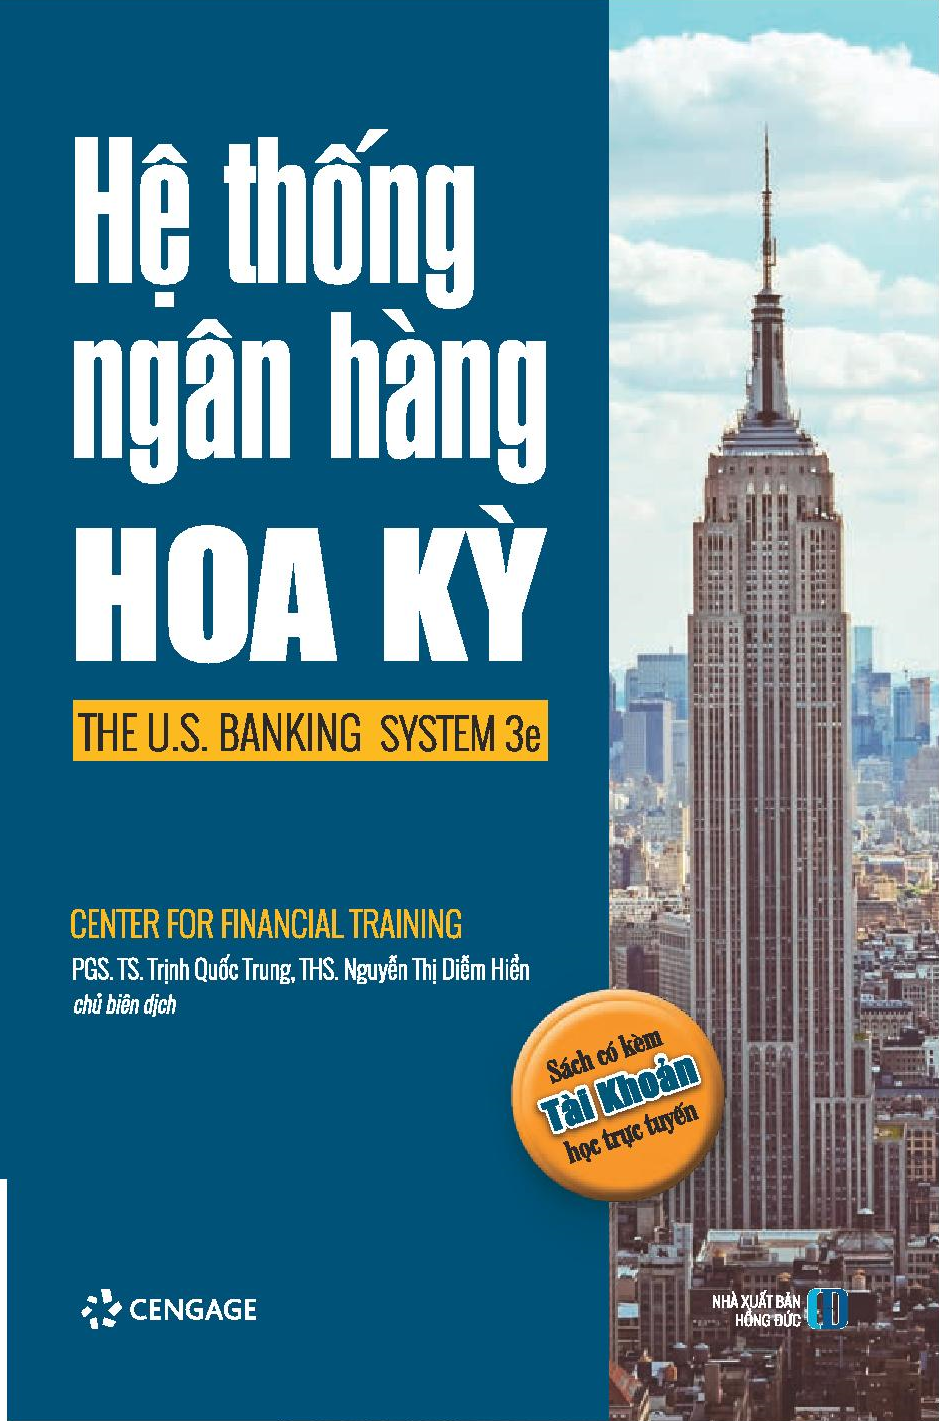 Hệ thống
ngân hàng
HOA KỲ
THE U.S. BANKING SYSTEM 3e
CENTER FOR FINANCIAL TRAINING
PGS. TS. Trịnh Quốc Trung, THS. Nguyễn Thị Diễm Hiền
chủ biên dịch
Sách có kèm
Tài Khoản
học trực tuyến
CENGAGE
NHÀ XUẤT BẢN
HỒNG ĐỨC